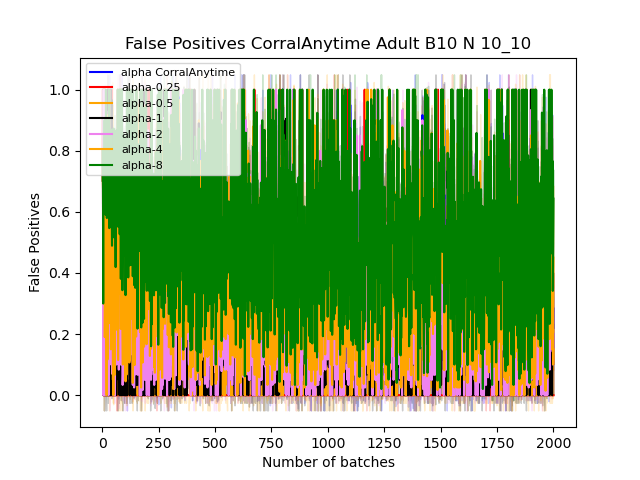 False Positives CorralAnytime Adult B10 N 10_10
alpha CorralAnytime
alpha-0.25
alpha-0.5
alpha-1
alpha-2
alpha-4
alpha-8
1.0
0.8
0.6
0.4
0.2
0.0
False Positives
0
250
500
750
1000
1250
1500
1750
2000
Number of batches